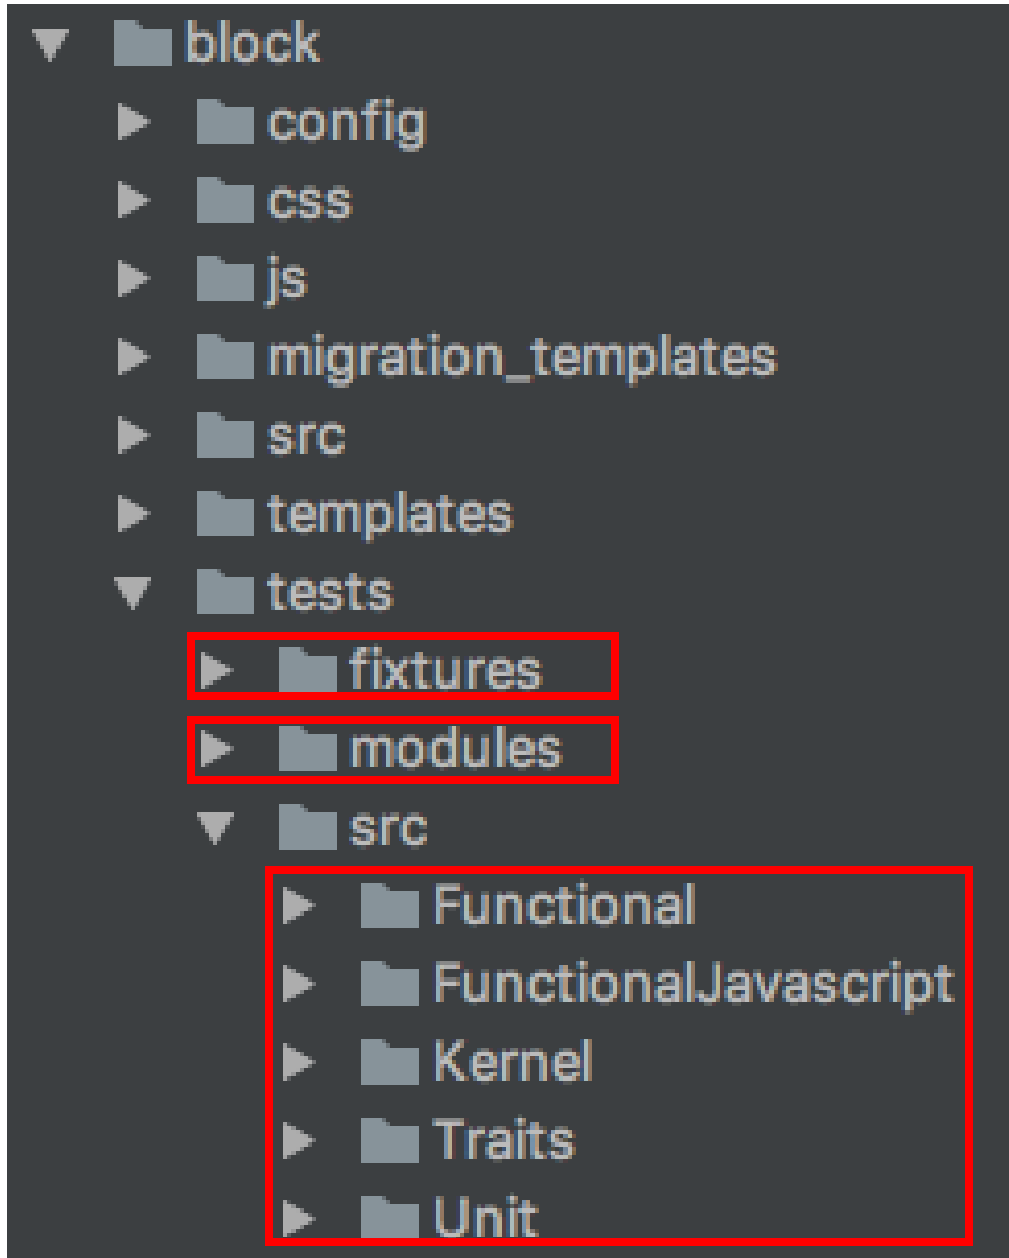 block
config
css
js
migration_templates
src
templates
tests
fixtures
modules
src
Functional
FunctionalJavascript
Kernel
Traits
Unit